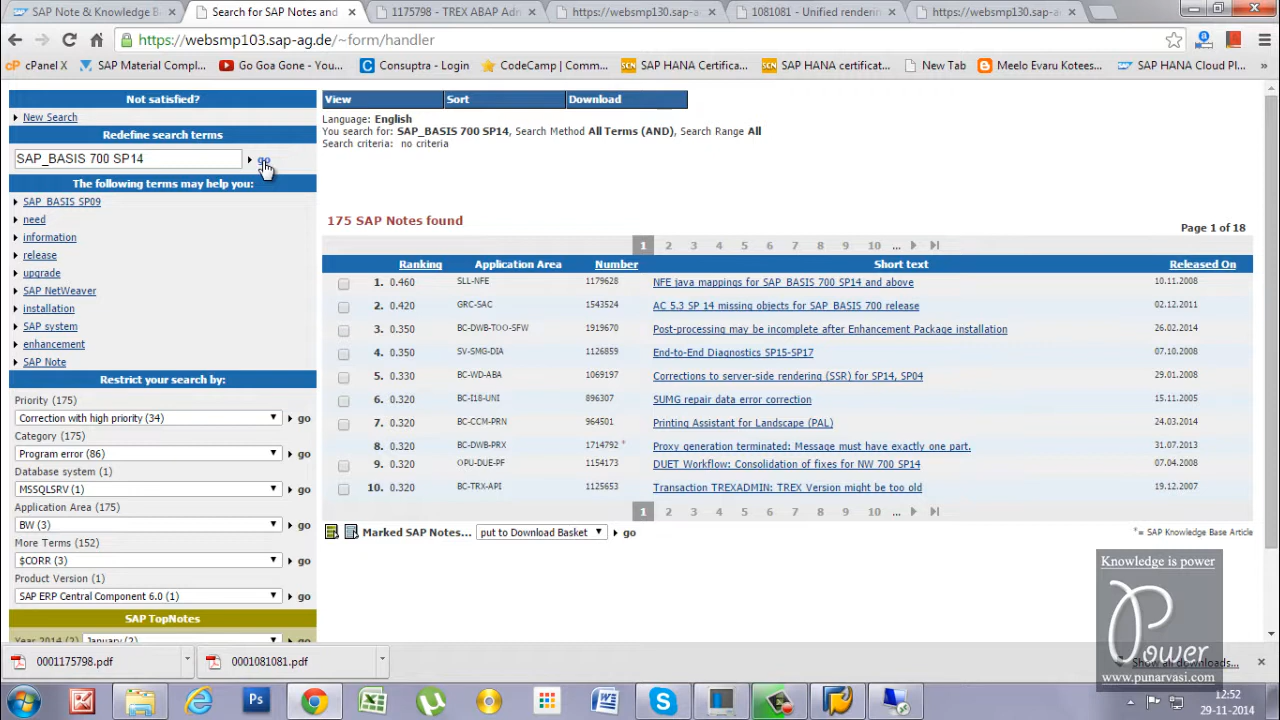 SAP Note & Knowledge B
Search for SAP Notes and
1175798 - TREX ABAP Adn
https://websmp130.sap-a
1081081 - Unified renderin
https://websmp130.sap-a
https://websmp103.sap-ag.de/~form/handler
cPanel X
SAP Material Compl...
Go Goa Gone - You...
Consuptra - Login
CodeCamp | Comm...
SAP HANA Certificat...
SAP HANA certificat...
New Tab
Meelo Evaru Kotees...
SAP HANA Cloud Pl...
Not satisfied?
New Search
Redefine search terms
SAP_BASIS 700 SP14
go
The following terms may help you:
SAP_BASIS SP09
need
information
release
upgrade
SAP NetWeaver
installation
SAP system
enhancement
SAP Note
Restrict your search by:
Priority (175)
Correction with high priority (34)
go
Category (175)
Program error (86)
go
Database system (1)
MSSQLSRV (1)
go
Application Area (175)
BW (3)
go
More Terms (152)
$CORR (3)
go
Product Version (1)
SAP ERP Central Component 6.0 (1)
go
SAP TopNotes
Year 2014 (2) January (2) go
View Sort Download
Language: English
You search for: SAP_BASIS 700 SP14, Search Method All Terms (AND), Search Range All
Search criteria: no criteria
175 SAP Notes found
Page 1 of 18
1 2 3 4 5 6 7 8 9 10 ...
Ranking Application Area Number Short text Released On
1. 0.460 SLL-NFE 1179628 NFE java mappings for SAP_BASIS 700 SP14 and above 10.11.2008
2. 0.420 GRC-SAC 1543524 AC 5.3 SP 14 missing objects for SAP_BASIS 700 release 02.12.2011
3. 0.350 BC-DWB-TOO-SFW 1919670 Post-processing may be incomplete after Enhancement Package installation 26.02.2014
4. 0.350 SV-SMG-DIA 1126859 End-to-End Diagnostics SP15-SP17 07.10.2008
5. 0.330 BC-WD-ABA 1069197 Corrections to server-side rendering (SSR) for SP14, SP04 29.01.2008
6. 0.320 BC-I18-UNI 896307 SUMG repair data error correction 15.11.2005
7. 0.320 BC-CCM-PRN 964501 Printing Assistant for Landscape (PAL) 24.03.2014
8. 0.320 BC-DWB-PRX 1714792 * Proxy generation terminated: Message must have exactly one part. 31.07.2013
9. 0.320 OPU-DUE-PF 1154173 DUET Workflow: Consolidation of fixes for NW 700 SP14 07.04.2008
10. 0.320 BC-TRX-API 1125653 Transaction TREXADMIN: TREX Version might be too old 19.12.2007
1 2 3 4 5 6 7 8 9 10 ...
Marked SAP Notes... put to Download Basket go
*= SAP Knowledge Base Article
Knowledge is power
Power
www.punarvasi.com
0001175798.pdf
0001081081.pdf
Show all downloads...
12:52
29-11-2014